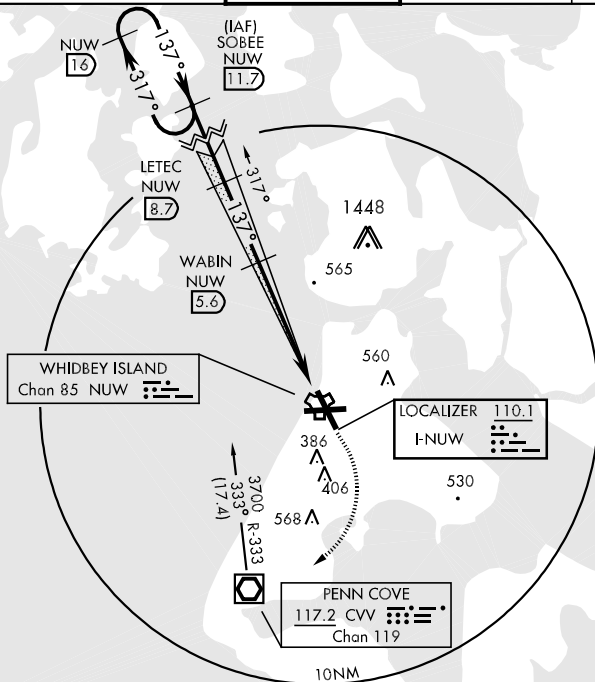 NUW
16
137°
317°
(IAF)
SOBEE
NUW
11.7
LETEC
NUW
8.7
317°
137°
1448
565
WABIN
NUW
5.6
WHIDBEY ISLAND
Chan 85 NUW
560
LOCALIZER 110.1
I-NUW
386
406
530
568
3700 R-333
333°
(17.4)
PENN COVE
117.2 CVV
Chan 119
10NM